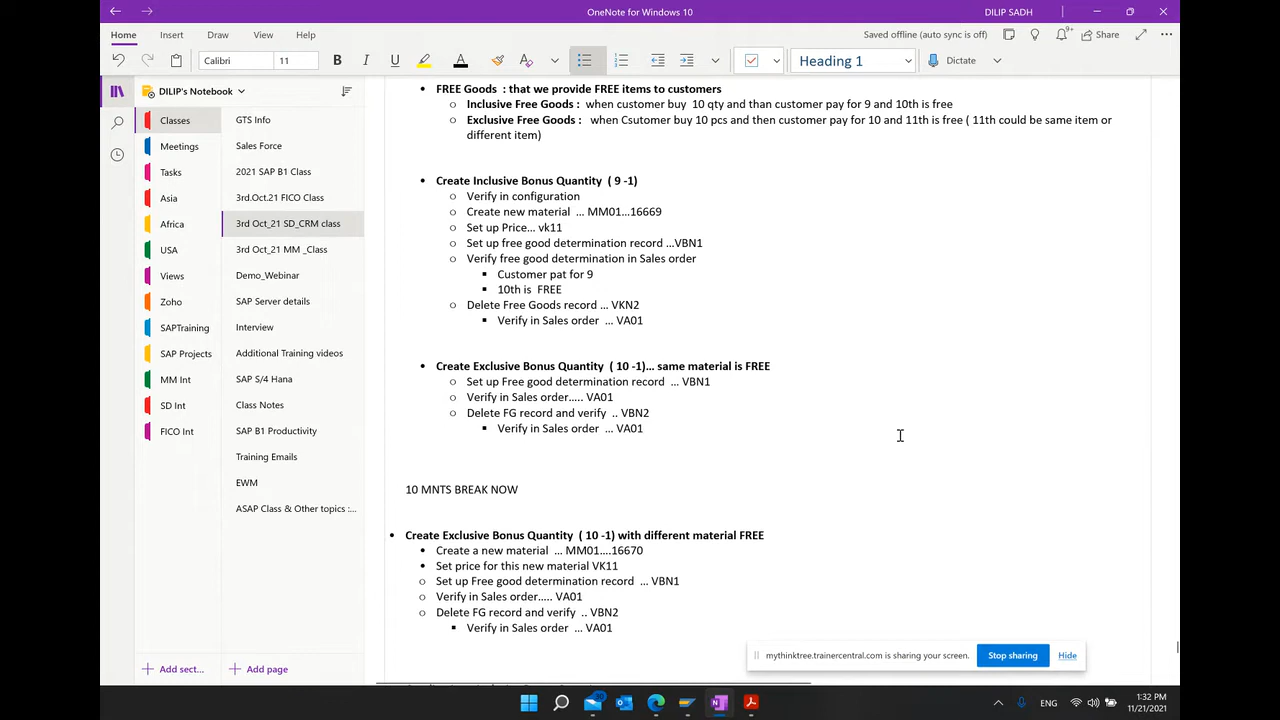 OneNote for Windows 10
DILIP SADH
Home
Insert
Draw
View
Help
Saved offline (auto sync is off)
9+
Share
Calibri
11
B
I
U
A
Heading 1
Dictate
DILIP's Notebook
Classes
Meetings
Tasks
Asia
Africa
USA
Views
Zoho
SAPTraining
SAP Projects
MM Int
SD Int
FICO Int
Add sect...
GTS Info
Sales Force
2021 SAP B1 Class
3rd.Oct.21 FICO Class
3rd Oct_21 SD_CRM class
3rd Oct_21 MM _Class
Demo_Webinar
SAP Server details
Interview
Additional Training videos
SAP S/4 Hana
Class Notes
SAP B1 Productivity
Training Emails
EWM
ASAP Class & Other topics :...
Add page
FREE Goods : that we provide FREE items to customers
Inclusive Free Goods : when customer buy 10 qty and than customer pay for 9 and 10th is free
Exclusive Free Goods : when Csutomer buy 10 pcs and then customer pay for 10 and 11th is free ( 11th could be same item or
different item)
Create Inclusive Bonus Quantity ( 9 -1)
Verify in configuration
Create new material ... MM01...16669
Set up Price... vk11
Set up free good determination record ...VBN1
Verify free good determination in Sales order
Customer pat for 9
10th is FREE
Delete Free Goods record ... VKN2
Verify in Sales order ... VA01
Create Exclusive Bonus Quantity ( 10 -1)... same material is FREE
Set up Free good determination record ... VBN1
Verify in Sales order..... VA01
Delete FG record and verify .. VBN2
Verify in Sales order ... VA01
10 MNTS BREAK NOW
Create Exclusive Bonus Quantity ( 10 -1) with different material FREE
Create a new material ... MM01....16670
Set price for this new material VK11
Set up Free good determination record ... VBN1
Verify in Sales order..... VA01
Delete FG record and verify .. VBN2
Verify in Sales order ... VA01
mythinktree.trainercentral.com is sharing your screen.
Stop sharing
Hide
ENG
1:32 PM
11/21/2021